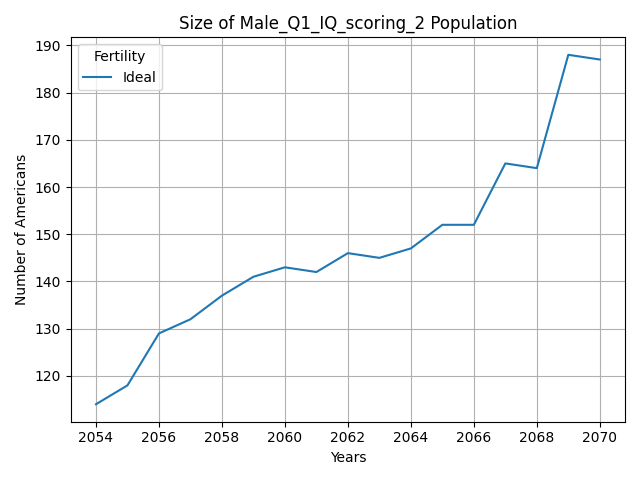 Size of Male_Q1_IQ_scoring_2 Population
Fertility
Ideal
190
180
170
160
150
140
130
120
Number of Americans
2054 2056 2058 2060 2062 2064 2066 2068 2070
Years